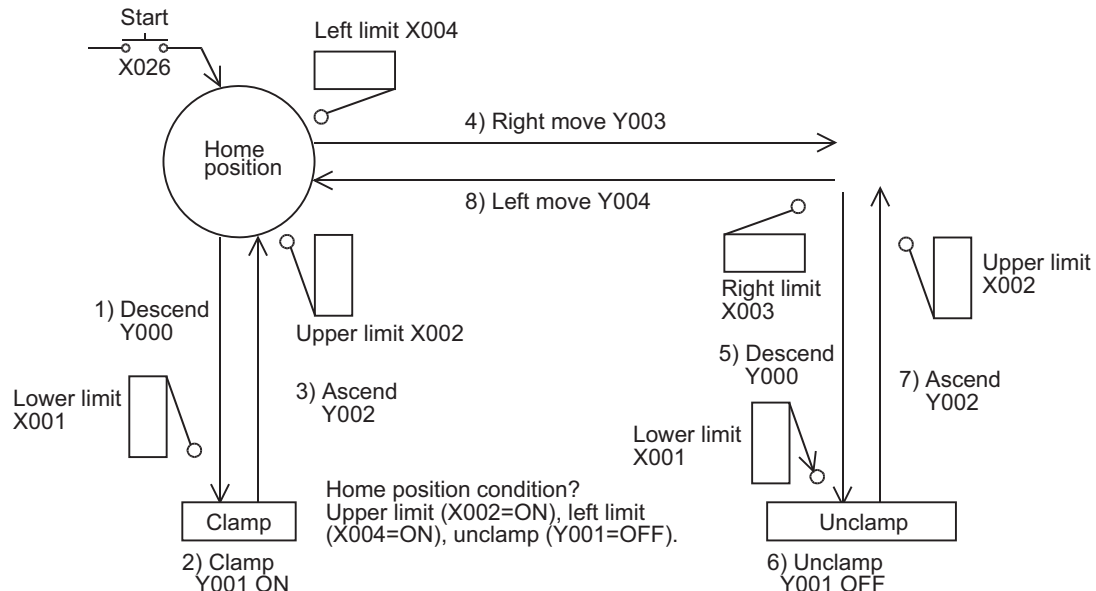 Start
X026
Left limit X004
4) Right move Y003
Home
position
8) Left move Y004
1) Descend
Y000
Upper limit X002
Right limit
X003
Upper limit
X002
3) Ascend
Y002
5) Descend
Y000
7) Ascend
Y002
Lower limit
X001
Lower limit
X001
Home position condition?
Upper limit (X002=ON), left limit
(X004=ON), unclamp (Y001=OFF).
Clamp
Unclamp
2) Clamp
Y001 ON
6) Unclamp
Y001 OFF